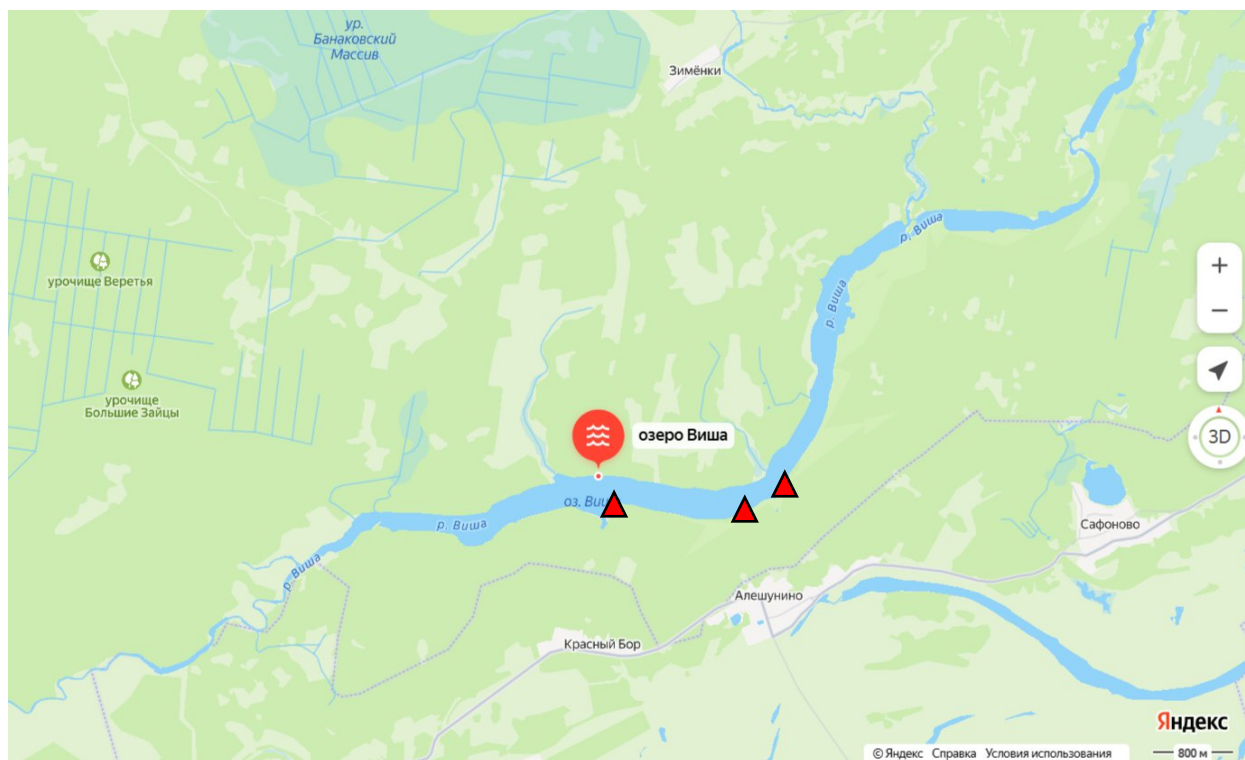 ур.
Банаковский
Массив
Зимёнки
р. Виша
урочище Веретья
р. Виша
урочище
Большие Зайцы
озеро Виша
3D
оз.
р. Виша
Сафоново
р. Виша
Алешунино
Красный Бор
Яндекс
© Яндекс Справка Условия использования
800 м